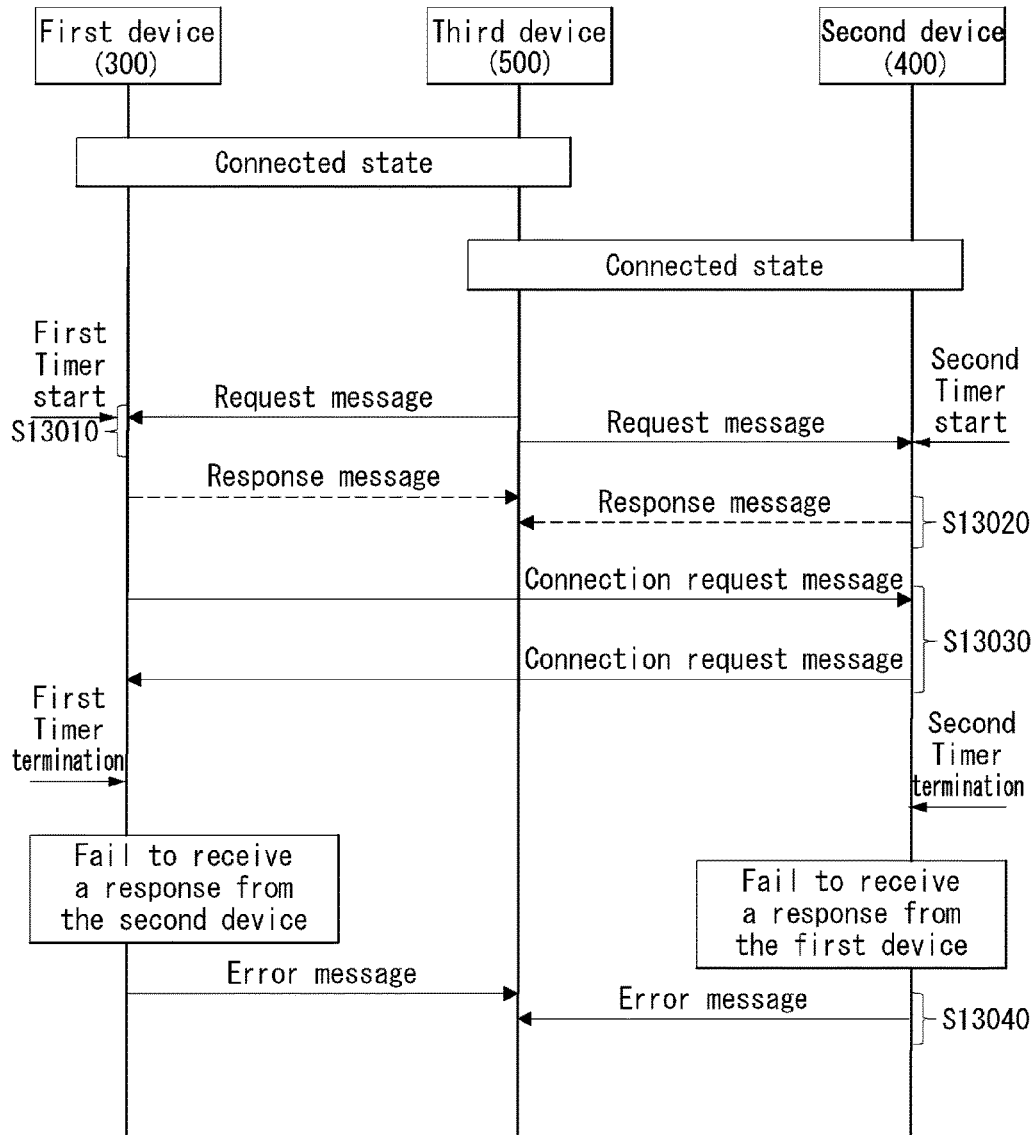 First device
(300)
Third device
(500)
Second device
(400)
Connected state
Connected state
First
Timer
start
S13010
Request message
Second
Timer
start
Request message
Response message
Response message
S13020
Connection request message
S13030
Connection request message
First
Timer
termination
Second
Timer
termination
Fail to receive
a response from
the second device
Fail to receive
a response from
the first device
Error message
Error message
S13040